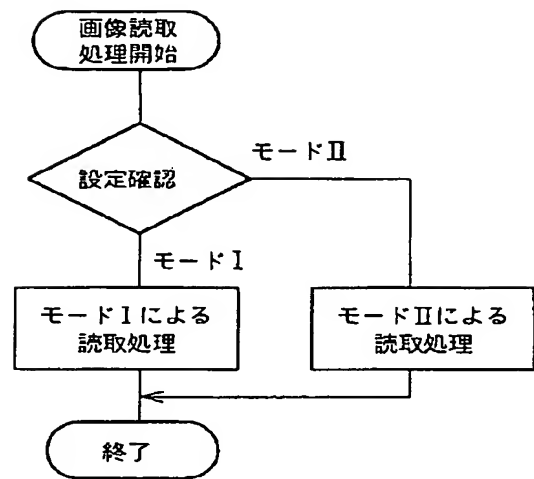 画像読取
処理開始
モードⅡ
設定確認
モードⅠ
モードⅠによる
読取処理
モードⅡによる
読取処理
終了